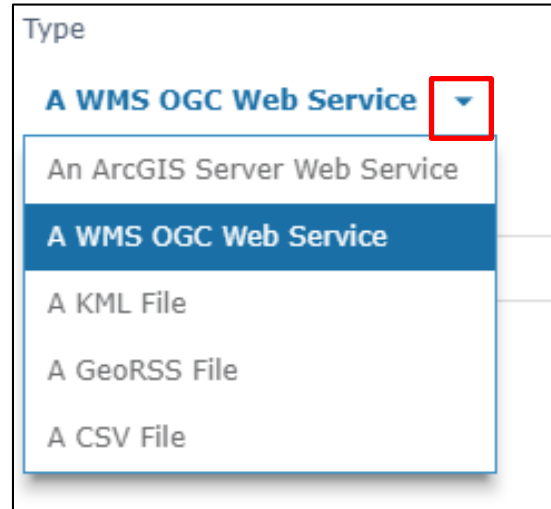 Type
A WMS OGC Web Service
An ArcGIS Server Web Service
A WMS OGC Web Service
A KML File
A GeoRSS File
A CSV File